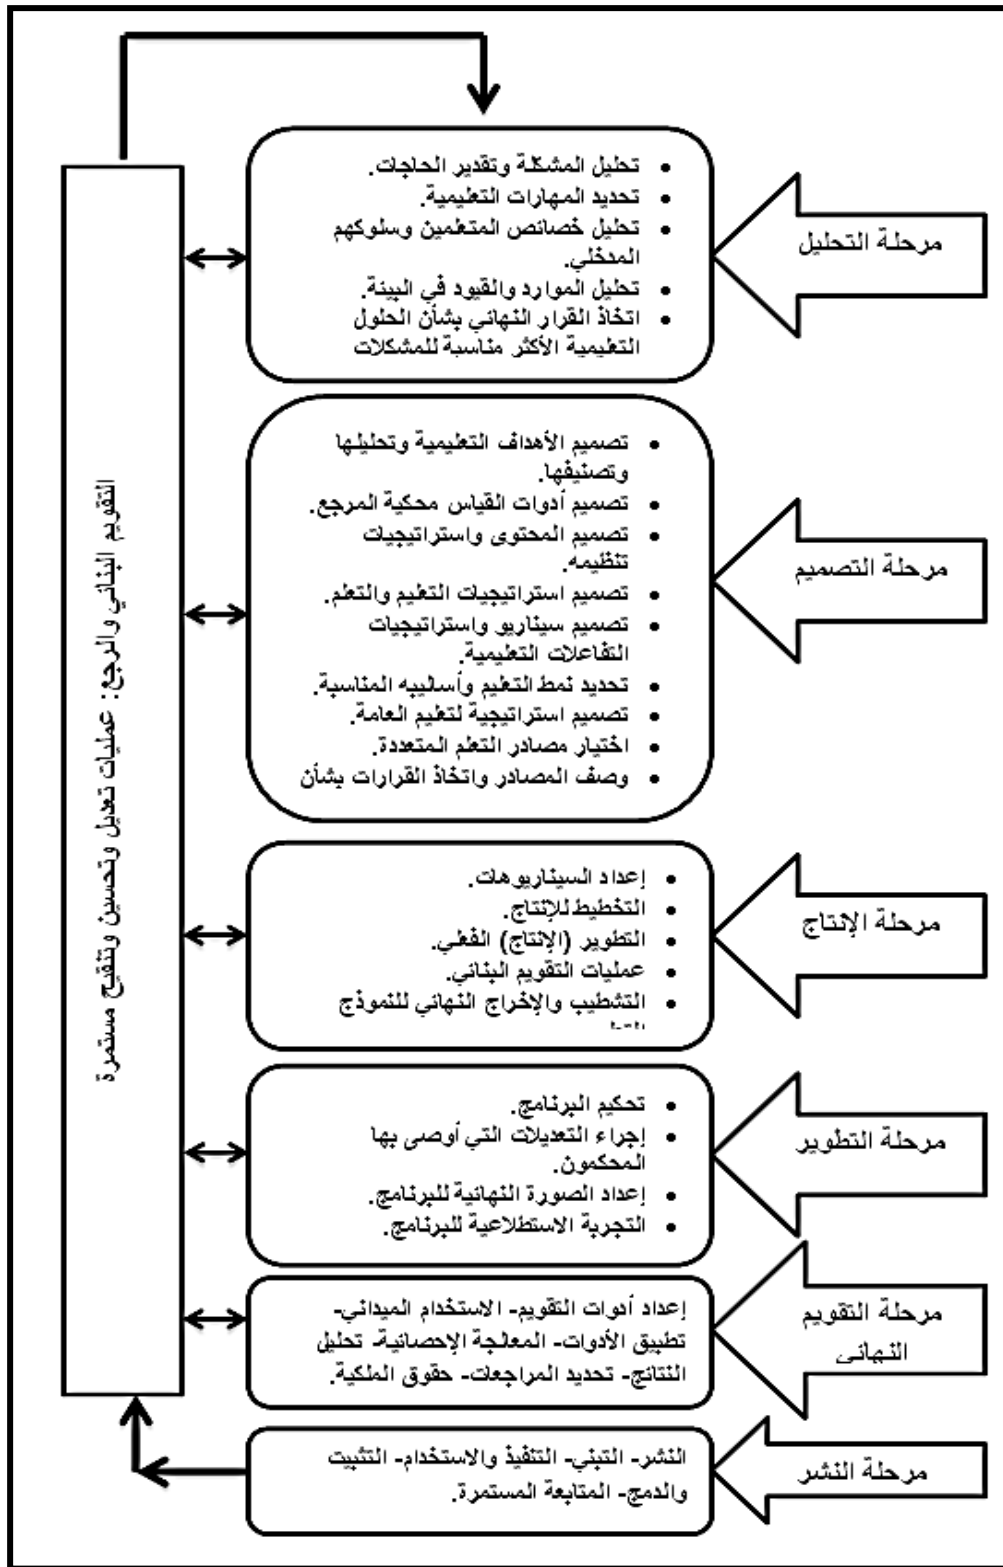 مرحلة التحليل
• تحليل المشكلة وتقدير الحاجات.
• تحديد المهارات التعليمية.
• تحليل خصائص المتعلمين وسلوكهم
المدخلي.
• تحليل الموارد والقيود في البيئة.
• اتخاذ القرار النهائي بشأن الحلول
التعليمية الأكثر مناسبة للمشكلات
مرحلة التصميم
• تصميم الأهداف التعليمية وتحليلها
وتصنيفها.
• تصميم أدوات القياس محكية المرجع.
• تصميم المحتوى واستراتيجيات
تنظيمه.
• تصميم استراتيجيات التعليم والتعلم.
• تصميم سيناريو واستراتيجيات
التفاعلات التعليمية.
• تحديد نمط التعليم وأساليبه المناسبة.
• تصميم استراتيجية لتعليم العامة.
• اختيار مصادر التعلم المتعددة.
• وصف المصادر واتخاذ القرارات بشأن
مرحلة الإنتاج
• إعداد السيناريوهات.
• التخطيط للإنتاج.
• التطوير (الإنتاج) الفعلي.
• عمليات التقويم البنائي.
• التشطيب والإخراج النهائي للنموذج
مرحلة التطوير
• تحكيم البرنامج.
• إجراء التعديلات التي أوصى بها
المحكمون.
• إعداد الصورة النهائية للبرنامج.
• التجربة الاستطلاعية للبرنامج.
مرحلة التقويم
النهائي
إعداد أدوات التقويم- الاستخدام الميداني-
تطبيق الأدوات- المعالجة الإحصائية- تحليل
النتائج- تحديد المراجعات- حقوق الملكية.
مرحلة النشر
النشر- التبني- التنفيذ والاستخدام- التثبيت
والدمج- المتابعة المستمرة.
التقويم البنائي والرجع: عمليات تعديل وتحسين وتنقيح مستمرة